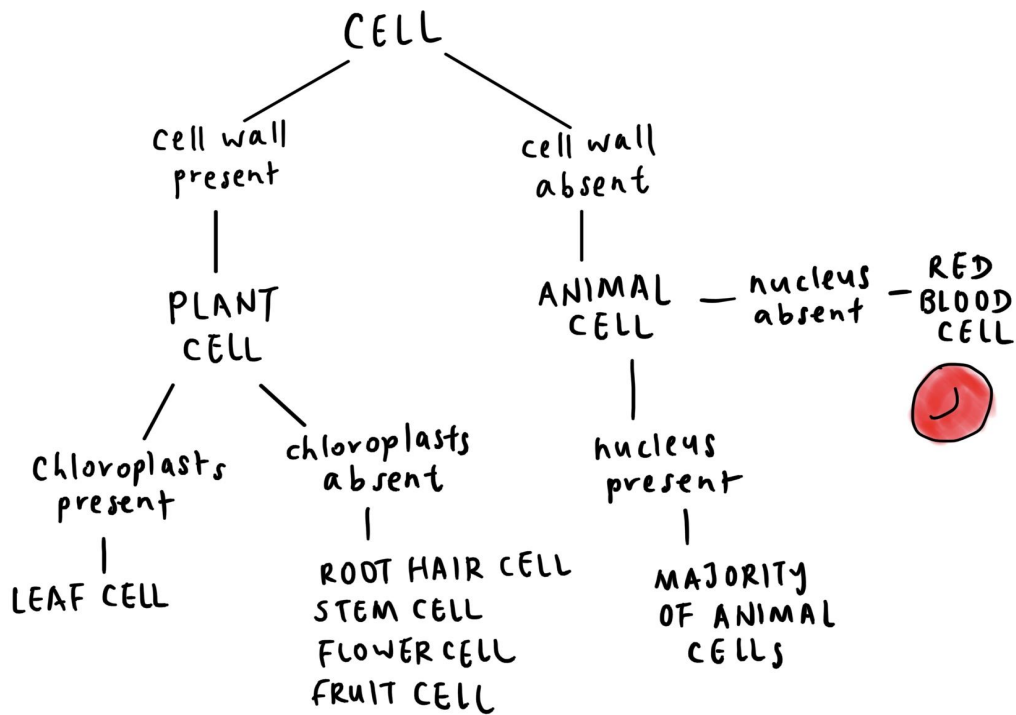 CELL
cell wall
present
cell wall
absent
PLANT
CELL
ANIMAL
CELL
nucleus
absent
RED
BLOOD
CELL
Chloroplasts
present
chloroplasts
absent
nucleus
present
LEAF CELL
ROOT HAIR CELL
STEM CELL
FLOWER CELL
FRUIT CELL
MAJORITY
OF ANIMAL
CELLS